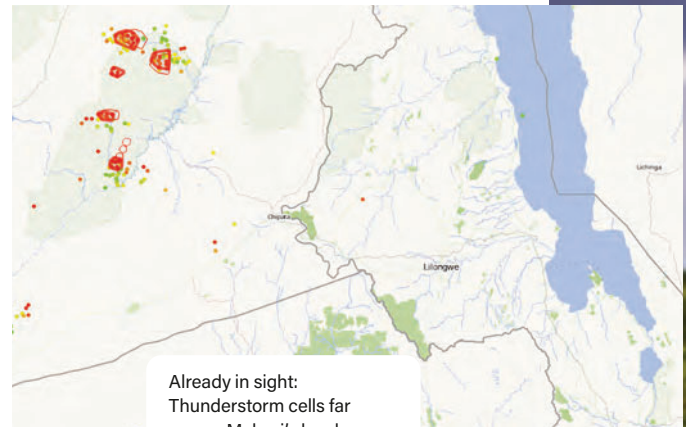 Lichinga
Chipata
Lilongwe
Already in sight:
Thunderstorm cells far